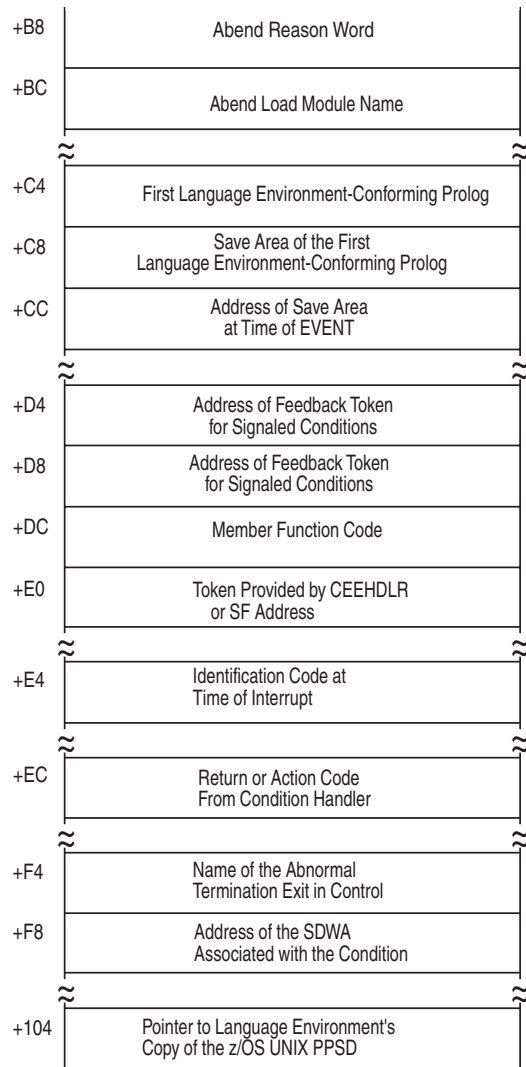 +B8 Abend Reason Word
+BC Abend Load Module Name
+C4 First Language Environment-Conforming Prolog
+C8 Save Area of the First
Language Environment-Conforming Prolog
+CC Address of Save Area
at Time of EVENT
+D4 Address of Feedback Token
for Signaled Conditions
+D8 Address of Feedback Token
for Signaled Conditions
+DC Member Function Code
+E0 Token Provided by CEEHDLR
or SF Address
+E4 Identification Code at
Time of Interrupt
+EC Return or Action Code
From Condition Handler
+F4 Name of the Abnormal
Termination Exit in Control
+F8 Address of the SDWA
Associated with the Condition
+104 Pointer to Language Environment's
Copy of the z/OS UNIX PPSD